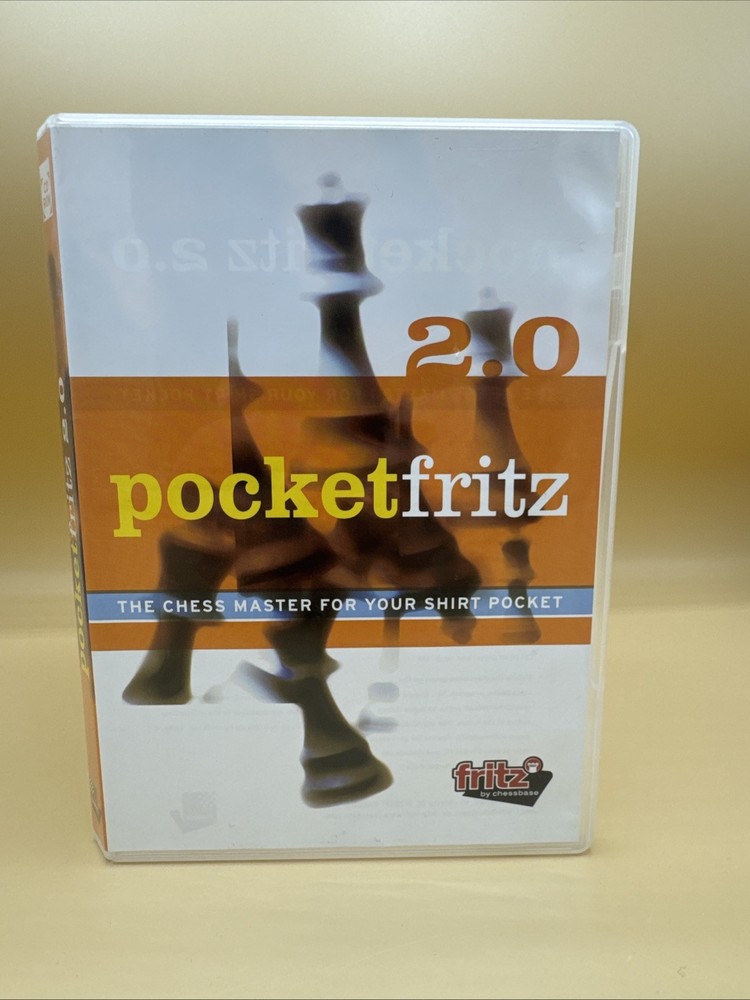 2.0
pocketfritz
THE CHESS MASTER FOR YOUR SHIRT POCKET
fritz
by chessbase
pocketfritz 2.0